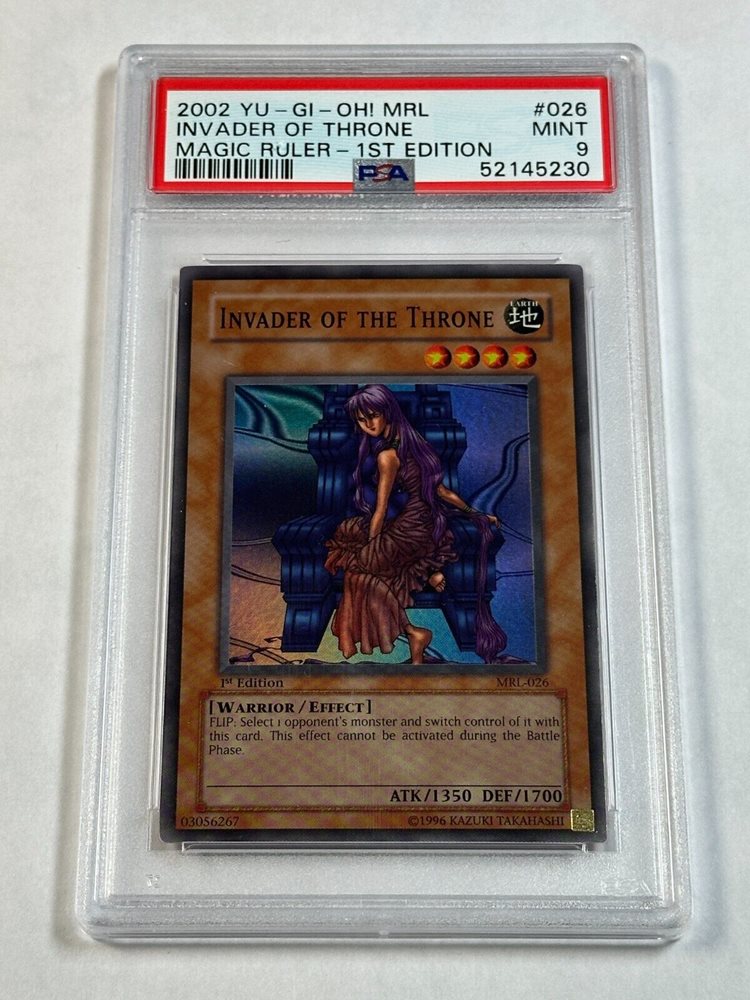 2002 YU-GI-OH! MRL #026
INVADER OF THRONE MINT
MAGIC RULER - 1ST EDITION 9
PSA 52145230
INVADER OF THE THRONE
EARTH
地
1st Edition MRL-026
[WARRIOR/EFFECT]
FLIP: Select 1 opponent's monster and switch control of it with
this card. This effect cannot be activated during the Battle
Phase.
ATK/1350 DEF/1700
03056267 ©1996 KAZUKI TAKAHASHI